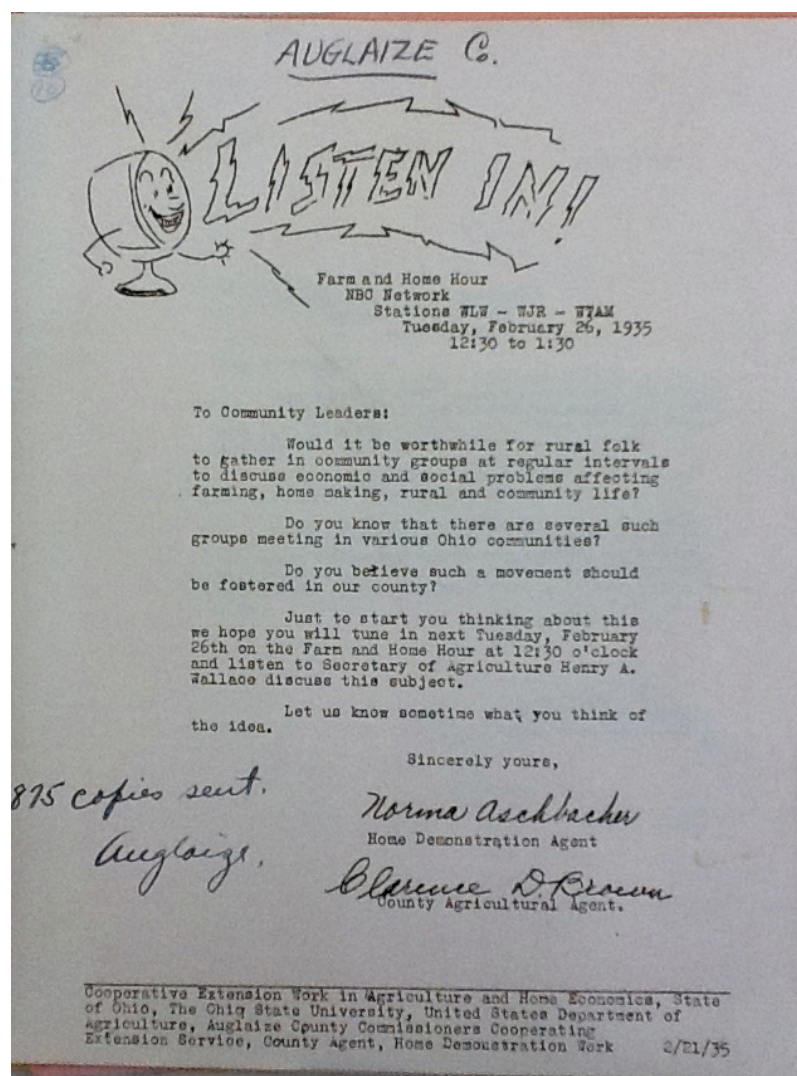 AUGLAIZE Co.
LISTEN IN!
Farm and Home Hour
NBC Network
Stations WLW - WJR - WTAM
Tuesday, February 26, 1935
12:30 to 1:30
To Community Leaders:
Would it be worthwhile for rural folk
to gather in community groups at regular intervals
to discuss economic and social problems affecting
farming, home making, rural and community life?
Do you know that there are several such
groups meeting in various Ohio communities?
Do you believe such a movement should
be fostered in our county?
Just to start you thinking about this
we hope you will tune in next Tuesday, February
26th on the Farm and Home Hour at 12:30 o'clock
and listen to Secretary of Agriculture Henry A.
Wallace discuss this subject.
Let us know sometime what you think of
the idea.
Sincerely yours,
875 copies sent.
Auglaize.
Norma Aschbacher
Home Demonstration Agent
Clarence D. Brown
County Agricultural Agent.
Cooperative Extension Work in Agriculture and Home Economics, State
of Ohio, The Ohio State University, United States Department of
Agriculture, Auglaize County Commissioners Cooperating
Extension Service, County Agent, Home Demonstration Work 2/21/35